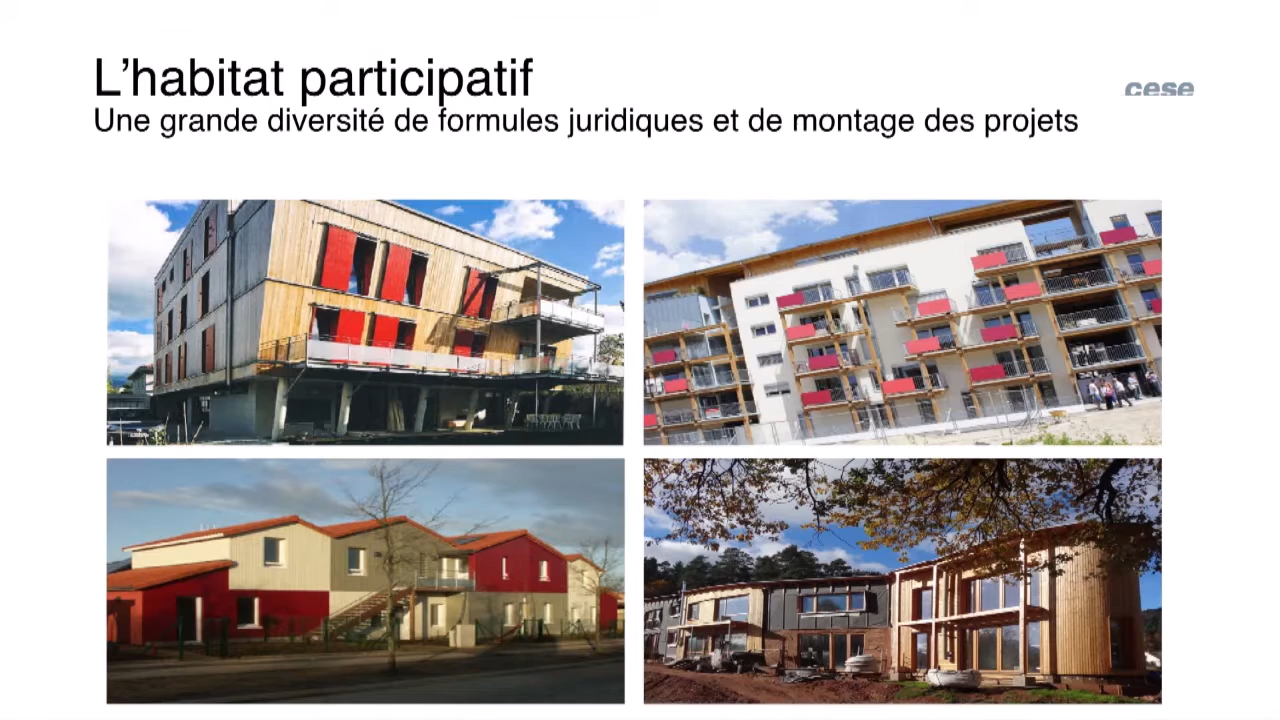 L’habitat participatif
cese
Une grande diversité de formules juridiques et de montage des projets